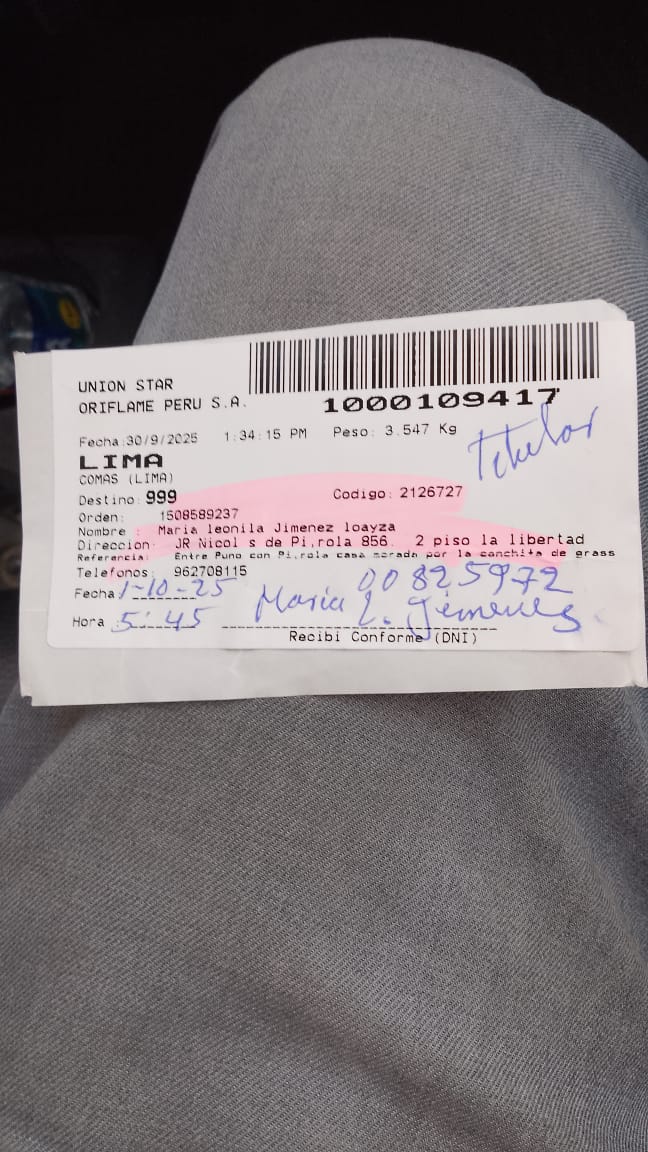 UNION STAR
ORIFLAME PERU S.A.
1000109417
Fecha:30/9/2025 1:34:15 PM Peso: 3.547 Kg
Titular
LIMA
COMAS (LIMA)
Destino: 999 Codigo: 2126727
Orden: 1508589237
Nombre : Maria leonila Jimenez loayza
Direccion: JR Nicol s de Pi,rola 856. 2 piso la libertad
Referencia: Entre Puno con Pi,rola casa morada por la canchita de grass
Telefonos: 962708115
00825972
Fecha 1-10-25
Maria L. Jimenez
Hora 5:45
Recibi Conforme (DNI)